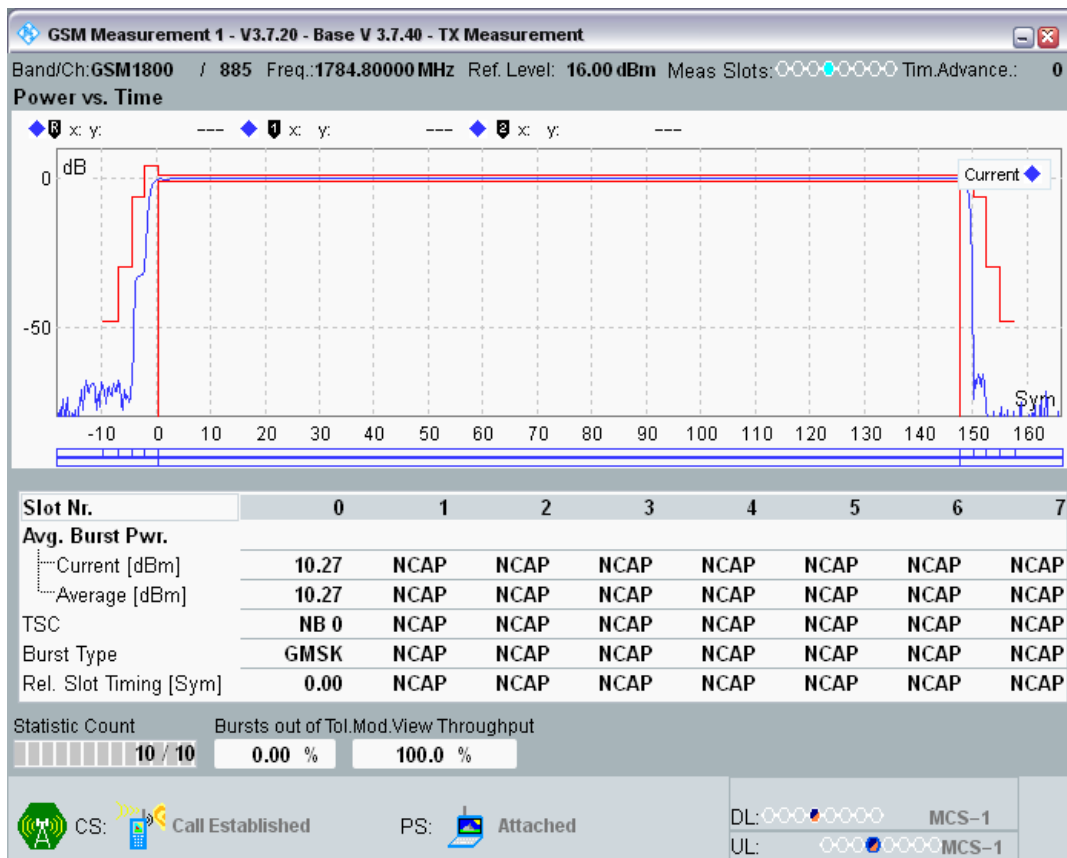 GSM Measurement 1 - V3.7.20 - Base V 3.7.40 - TX Measurement
Band/Ch:GSM1800 / 885 Freq.:1784.80000 MHz Ref. Level: 16.00 dBm Meas Slots: Tim.Advance.: 0
Power vs. Time
R x: y: --- 1 x: y: --- 2 x: y: ---
dB
Current
0
-50
Sym
-10 0 10 20 30 40 50 60 70 80 90 100 110 120 130 140 150 160
Slot Nr. 0 1 2 3 4 5 6 7
Avg. Burst Pwr.
Current [dBm] 10.27 NCAP NCAP NCAP NCAP NCAP NCAP NCAP
Average [dBm] 10.27 NCAP NCAP NCAP NCAP NCAP NCAP NCAP
TSC NB 0 NCAP NCAP NCAP NCAP NCAP NCAP NCAP
Burst Type GMSK NCAP NCAP NCAP NCAP NCAP NCAP NCAP
Rel. Slot Timing [Sym] 0.00 NCAP NCAP NCAP NCAP NCAP NCAP NCAP
Statistic Count Bursts out of Tol. Mod.View Throughput
10 / 10 0.00 % 100.0 %
CS: Call Established PS: Attached
DL: MCS-1
UL: MCS-1